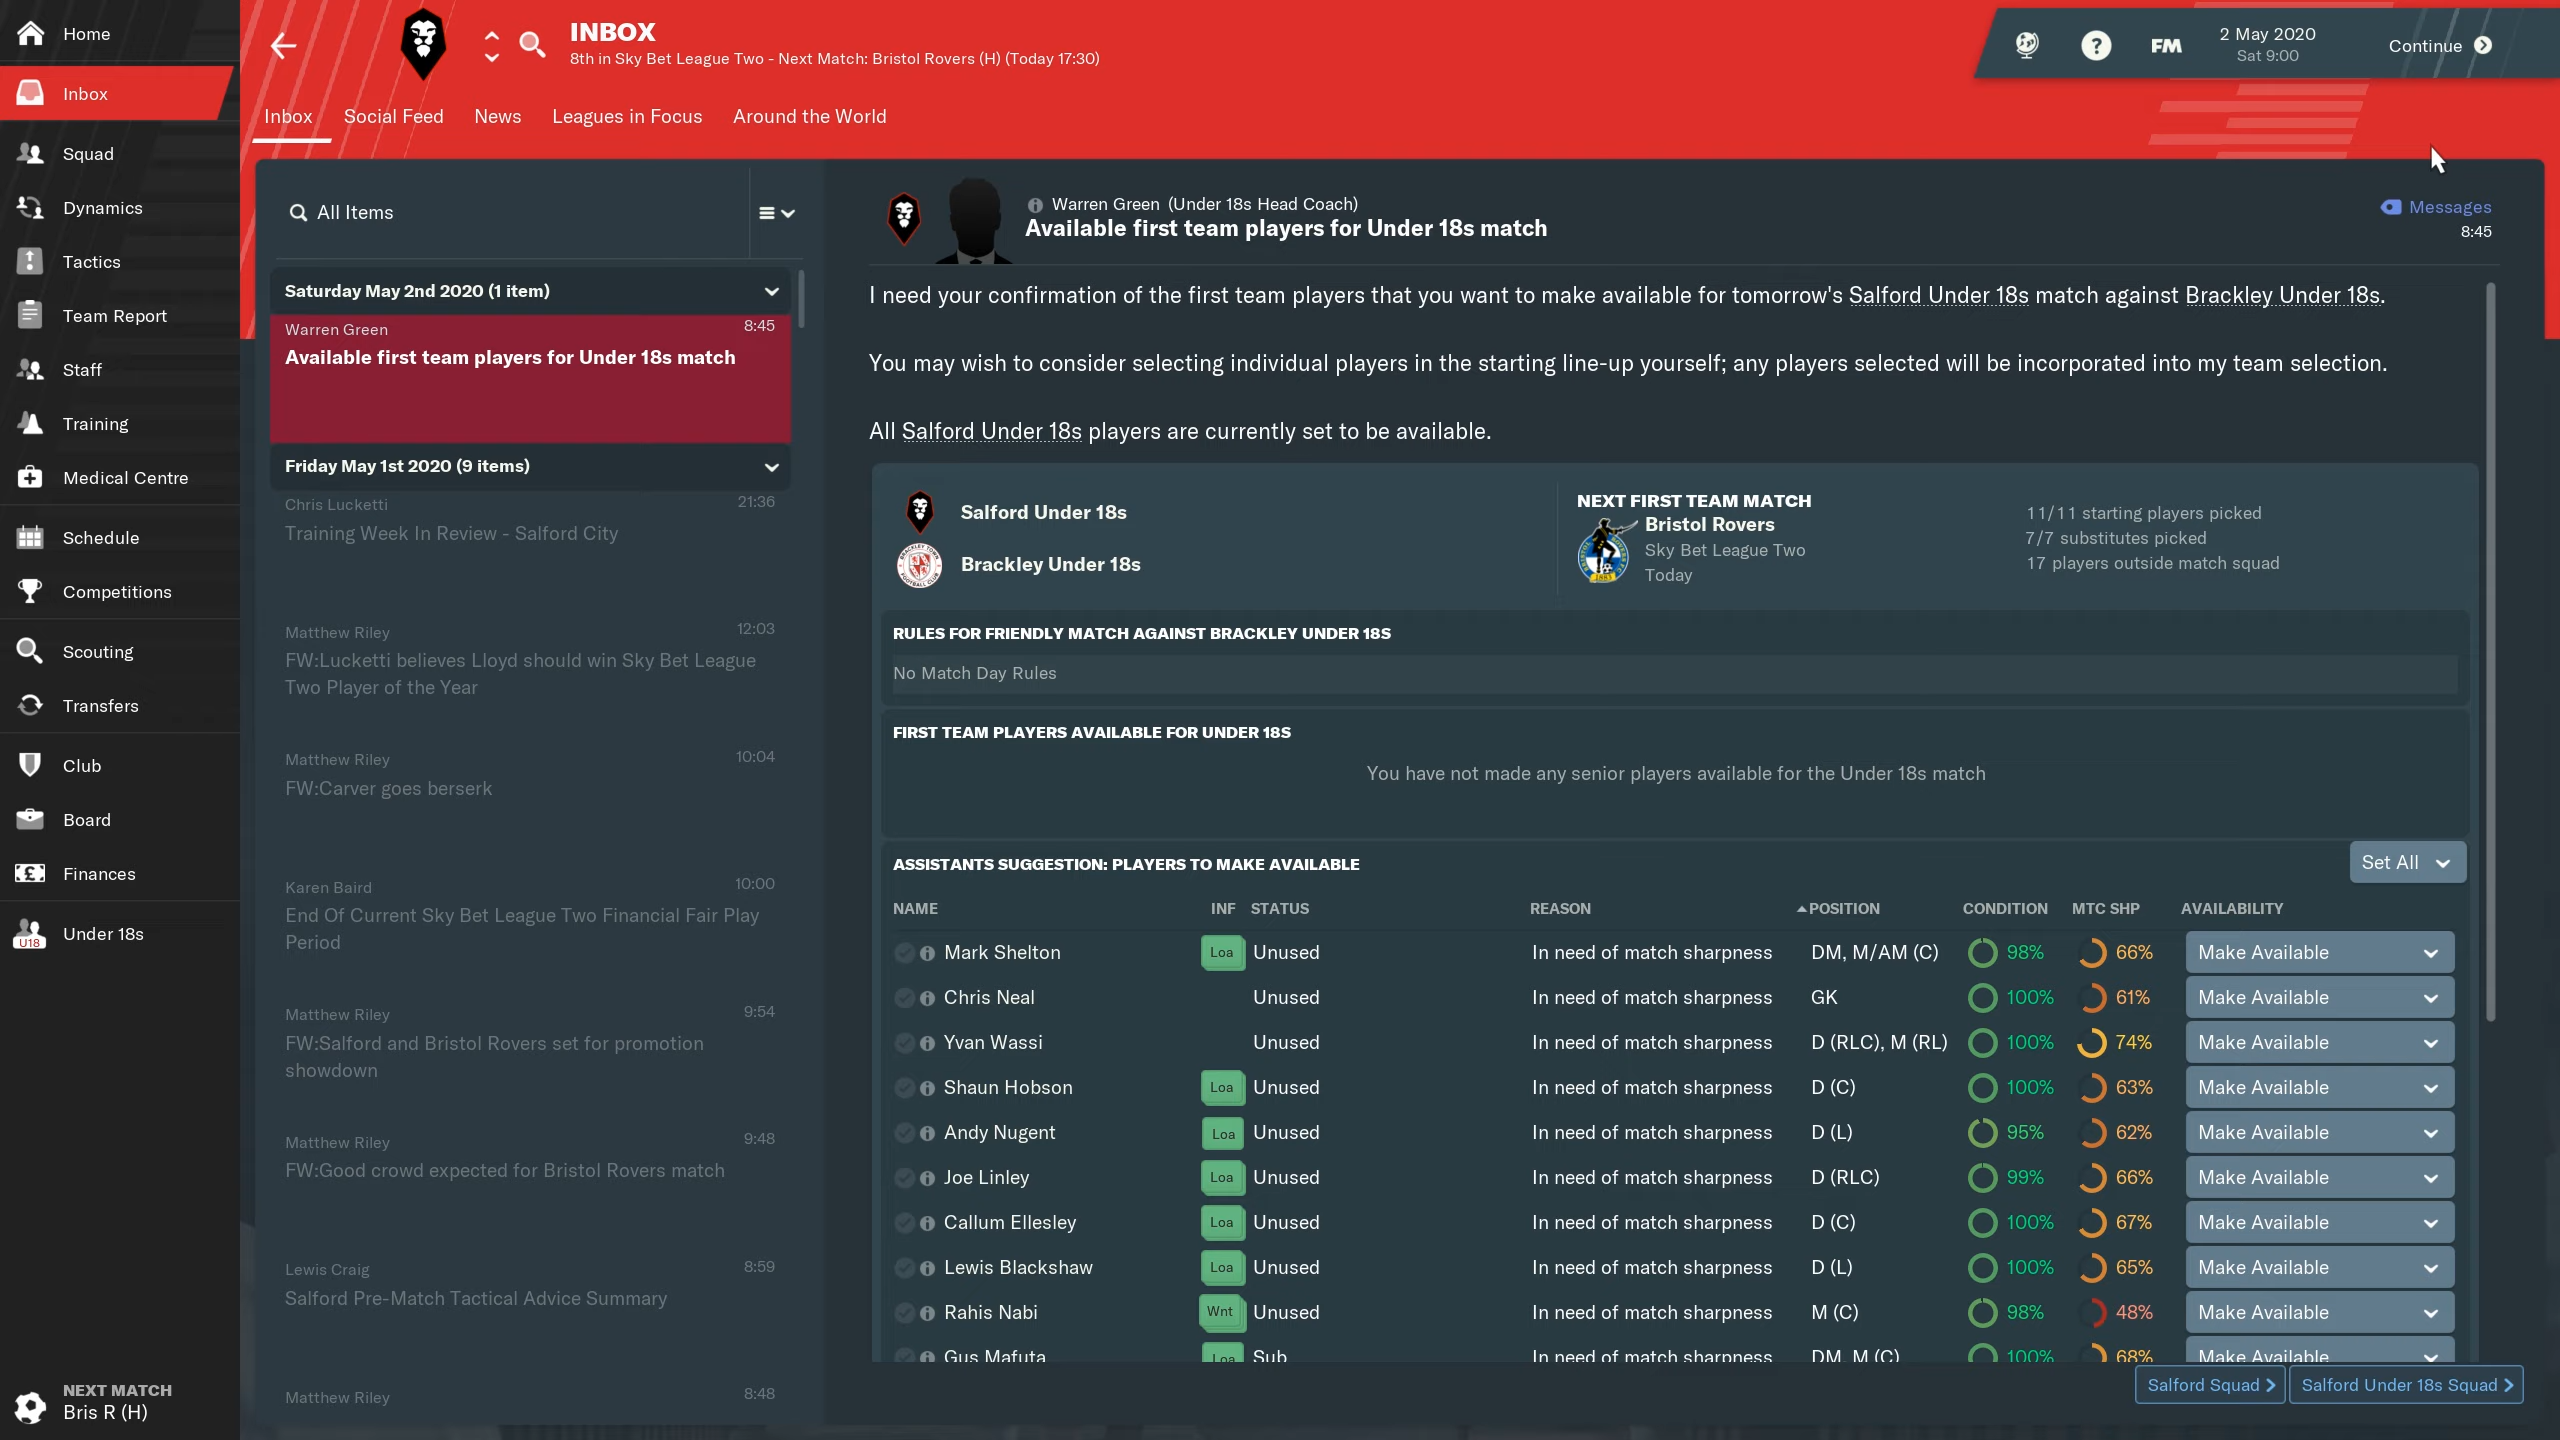 Home
Inbox
Squad
Dynamics
Tactics
Team Report
Staff
Training
Medical Centre
Schedule
Competitions
Scouting
Transfers
Club
Board
Finances
U18
Under 18s
NEXT MATCH
Bris R (H)
INBOX
8th in Sky Bet League Two - Next Match: Bristol Rovers (H) (Today 17:30)
FM
2 May 2020
Sat 9:00
Continue
Inbox Social Feed News Leagues in Focus Around the World
All Items
Saturday May 2nd 2020 (1 item)
Warren Green 8:45
Available first team players for Under 18s match
Friday May 1st 2020 (9 items)
Chris Lucketti 21:36
Training Week In Review - Salford City
Matthew Riley 12:03
FW:Lucketti believes Lloyd should win Sky Bet League
Two Player of the Year
Matthew Riley 10:04
FW:Carver goes berserk
Karen Baird 10:00
End Of Current Sky Bet League Two Financial Fair Play
Period
Matthew Riley 9:54
FW:Salford and Bristol Rovers set for promotion
showdown
Matthew Riley 9:48
FW:Good crowd expected for Bristol Rovers match
Lewis Craig 8:59
Salford Pre-Match Tactical Advice Summary
Matthew Riley 8:48
Warren Green (Under 18s Head Coach)
Available first team players for Under 18s match
Messages
8:45
I need your confirmation of the first team players that you want to make available for tomorrow's Salford Under 18s match against Brackley Under 18s.
You may wish to consider selecting individual players in the starting line-up yourself; any players selected will be incorporated into my team selection.
All Salford Under 18s players are currently set to be available.
Salford Under 18s
Brackley Under 18s
NEXT FIRST TEAM MATCH
Bristol Rovers
Sky Bet League Two
Today
11/11 starting players picked
7/7 substitutes picked
17 players outside match squad
RULES FOR FRIENDLY MATCH AGAINST BRACKLEY UNDER 18S
No Match Day Rules
FIRST TEAM PLAYERS AVAILABLE FOR UNDER 18S
You have not made any senior players available for the Under 18s match
ASSISTANTS SUGGESTION: PLAYERS TO MAKE AVAILABLE
Set All
NAME INF STATUS REASON POSITION CONDITION MTC SHP AVAILABILITY
Mark Shelton Loa Unused In need of match sharpness DM, M/AM (C) 98% 66% Make Available
Chris Neal Unused In need of match sharpness GK 100% 61% Make Available
Yvan Wassi Unused In need of match sharpness D (RLC), M (RL) 100% 74% Make Available
Shaun Hobson Loa Unused In need of match sharpness D (C) 100% 63% Make Available
Andy Nugent Loa Unused In need of match sharpness D (L) 95% 62% Make Available
Joe Linley Loa Unused In need of match sharpness D (RLC) 99% 66% Make Available
Callum Ellesley Loa Unused In need of match sharpness D (C) 100% 67% Make Available
Lewis Blackshaw Loa Unused In need of match sharpness D (L) 100% 65% Make Available
Rahis Nabi Wnt Unused In need of match sharpness M (C) 98% 48% Make Available
Gus Mafuta Loa Sub In need of match sharpness DM, M (C) 100% 68% Make Available
Salford Squad
Salford Under 18s Squad